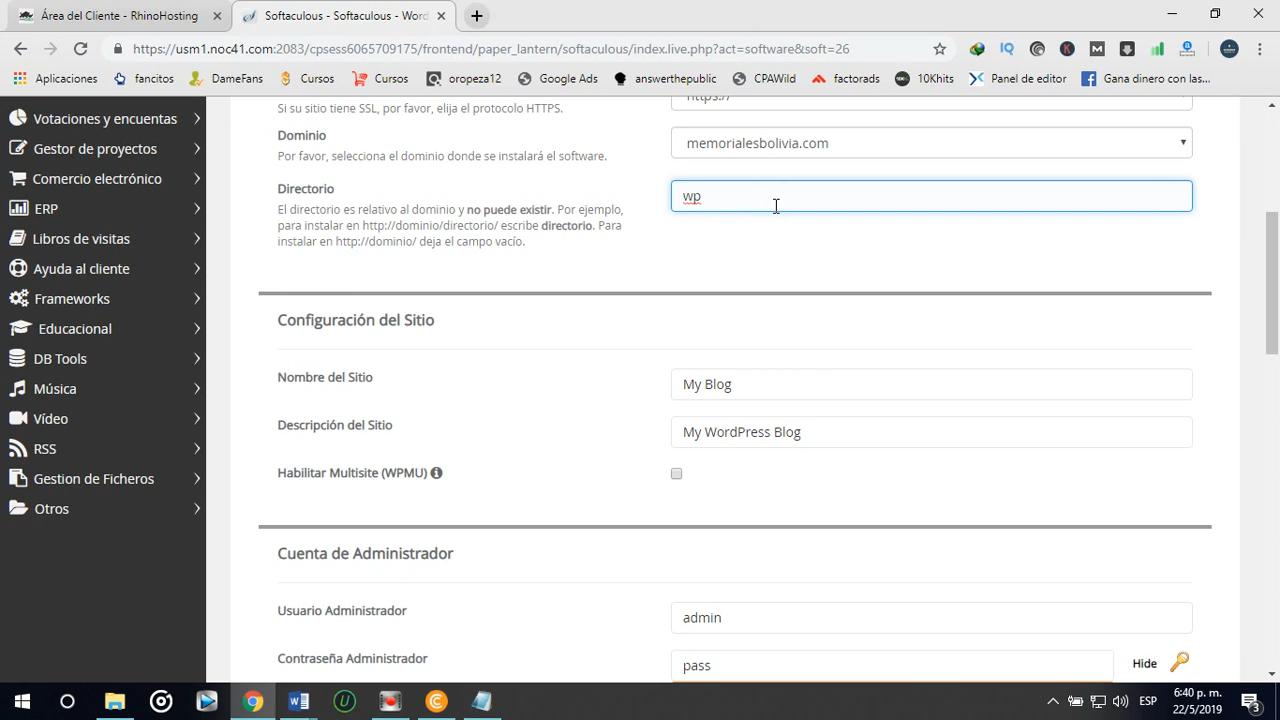 Área del Cliente - RhinoHosting
Softaculous - Softaculous - Word
https://usm1.noc41.com:2083/cpsess6065709175/frontend/paper_lantern/softaculous/index.live.php?act=software&soft=26
Aplicaciones fancitos DameFans Cursos Cursos tropeza12 Google Ads answerthepublic CPAWild factorads 10Khits Panel de editor Gana dinero con las...
Votaciones y encuentas
Gestor de proyectos
Comercio electrónico
ERP
Libros de visitas
Ayuda al cliente
Frameworks
Educacional
DB Tools
Música
Vídeo
RSS
Gestion de Ficheros
Otros
https://
Si su sitio tiene SSL, por favor, elija el protocolo HTTPS.
Dominio
Por favor, selecciona el dominio donde se instalará el software.
memorialesbolivia.com
Directorio
El directorio es relativo al dominio y no puede existir. Por ejemplo,
para instalar en http://dominio/directorio/ escribe directorio. Para
instalar en http://dominio/ deja el campo vacío.
wp
Configuración del Sitio
Nombre del Sitio
My Blog
Descripción del Sitio
My WordPress Blog
Habilitar Multisite (WPMU)
Cuenta de Administrador
Usuario Administrador
admin
Contraseña Administrador
pass
Hide
ESP
6:40 p. m.
22/5/2019
3